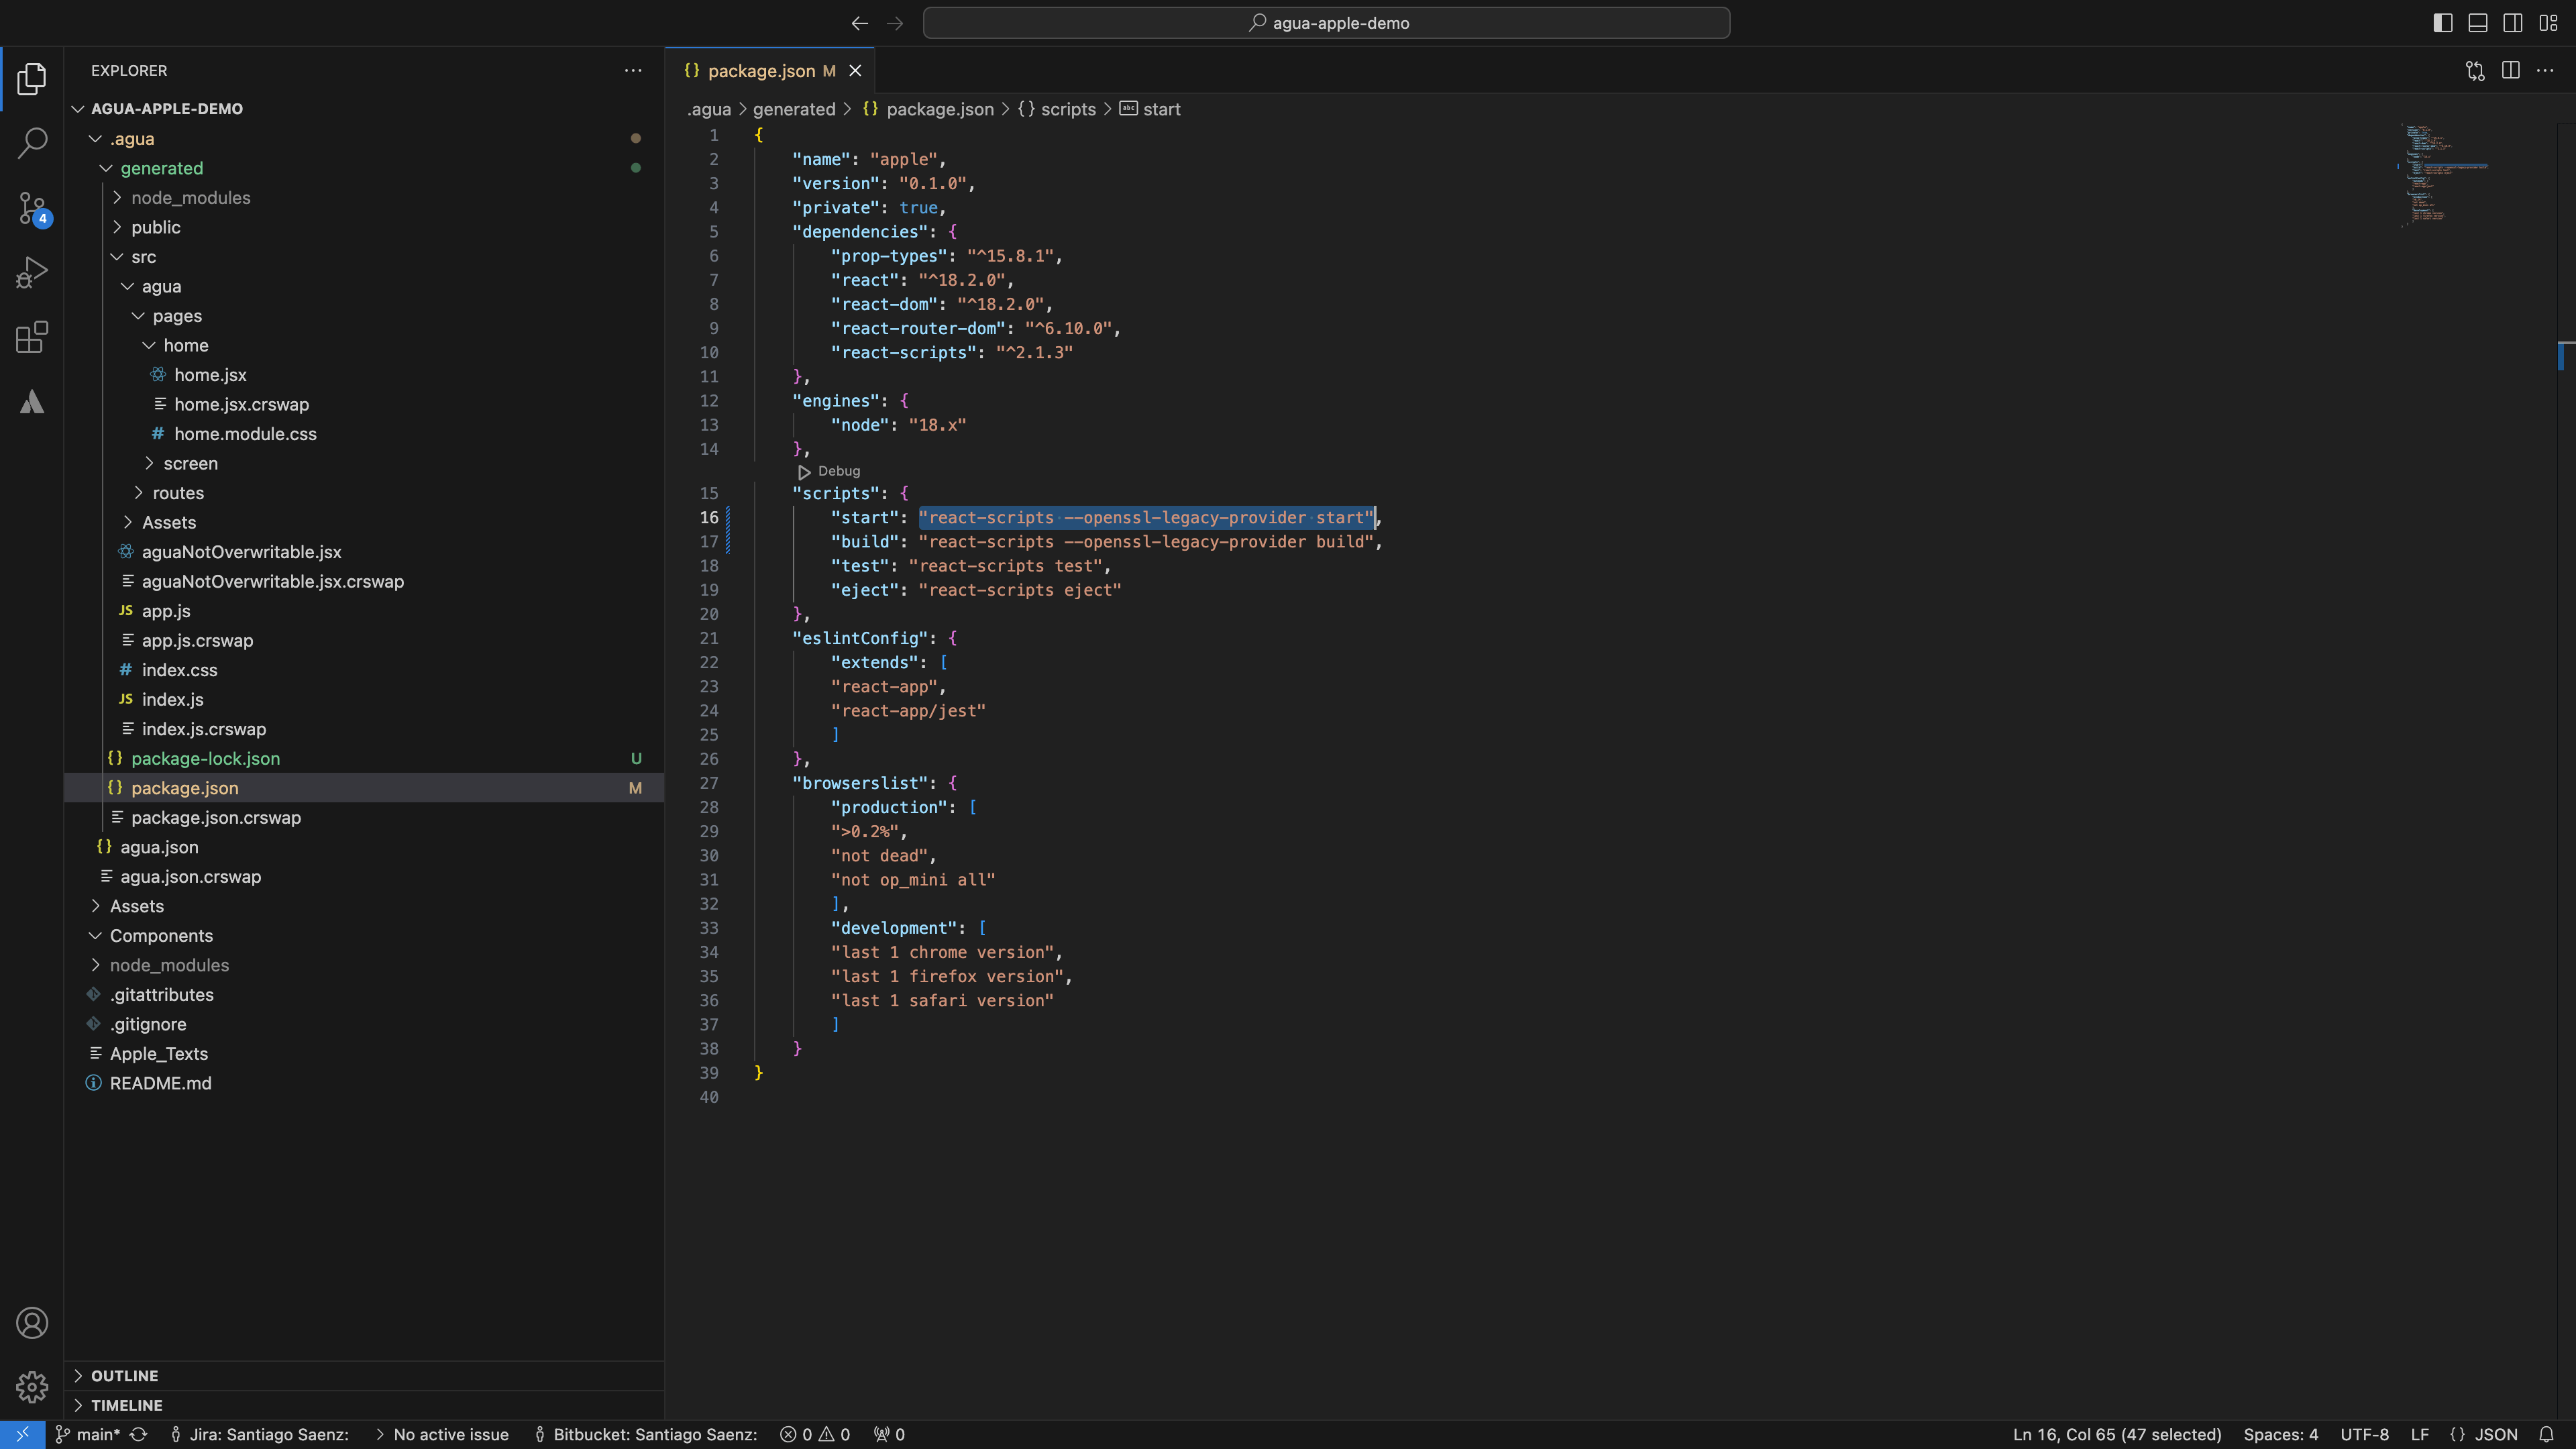 agua-apple-demo
EXPLORER
AGUA-APPLE-DEMO
.agua
generated
node_modules
public
src
agua
pages
home
home.jsx
home.jsx.crswap
home.module.css
screen
routes
Assets
aguaNotOverwritable.jsx
aguaNotOverwritable.jsx.crswap
JS app.js
app.js.crswap
# index.css
JS index.js
index.js.crswap
{} package-lock.json U
{} package.json M
package.json.crswap
{} agua.json
agua.json.crswap
Assets
Components
node_modules
.gitattributes
.gitignore
Apple_Texts
README.md
OUTLINE
TIMELINE
4
{} package.json M
.agua > generated > {} package.json > {} scripts > abc start
1 {
2 "name": "apple",
3 "version": "0.1.0",
4 "private": true,
5 "dependencies": {
6 "prop-types": "^15.8.1",
7 "react": "^18.2.0",
8 "react-dom": "^18.2.0",
9 "react-router-dom": "^6.10.0",
10 "react-scripts": "^2.1.3"
11 },
12 "engines": {
13 "node": "18.x"
14 },
Debug
15 "scripts": {
16 "start": "react-scripts --openssl-legacy-provider start",
17 "build": "react-scripts --openssl-legacy-provider build",
18 "test": "react-scripts test",
19 "eject": "react-scripts eject"
20 },
21 "eslintConfig": {
22 "extends": [
23 "react-app",
24 "react-app/jest"
25 ]
26 },
27 "browserslist": {
28 "production": [
29 ">0.2%",
30 "not dead",
31 "not op_mini all"
32 ],
33 "development": [
34 "last 1 chrome version",
35 "last 1 firefox version",
36 "last 1 safari version"
37 ]
38 }
39 }
40
main* Jira: Santiago Saenz: > No active issue Bitbucket: Santiago Saenz: 0 0 0 Ln 16, Col 65 (47 selected) Spaces: 4 UTF-8 LF {} JSON